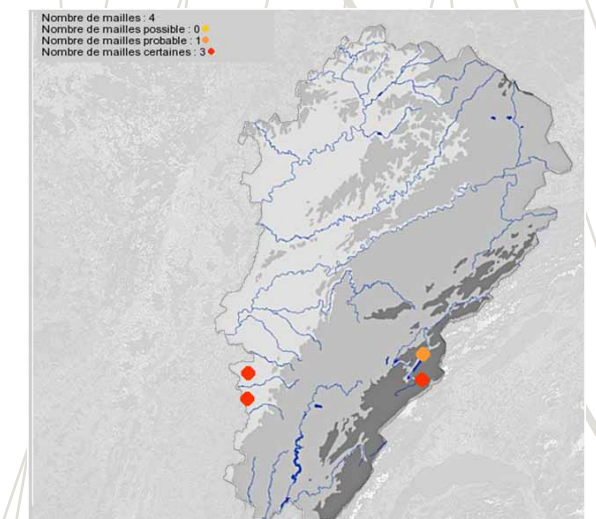 Nombre de mailles : 4
Nombre de mailles possible : 0
Nombre de mailles probable : 1
Nombre de mailles certaines : 3